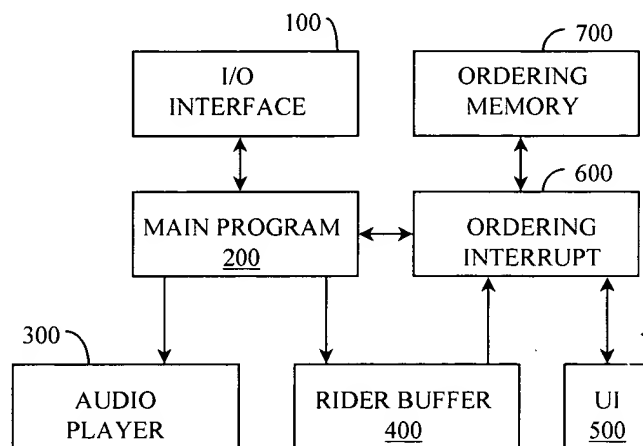 100
700
I/O
INTERFACE
ORDERING
MEMORY
600
MAIN PROGRAM
200
ORDERING
INTERRUPT
300
AUDIO
PLAYER
RIDER BUFFER
400
UI
500